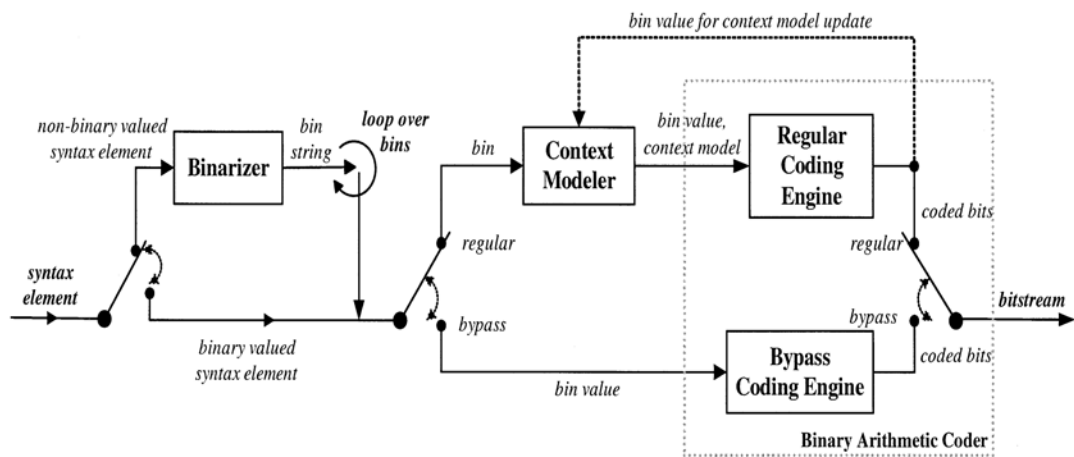 bin value for context model update
non-binary valued
syntax element
Binarizer
bin
string
loop over
bins
bin
Context
Modeler
bin value,
context model
Regular
Coding
Engine
coded bits
regular
regular
syntax
element
bitstream
bypass
bypass
binary valued
syntax element
bin value
Bypass
Coding Engine
coded bits
Binary Arithmetic Coder